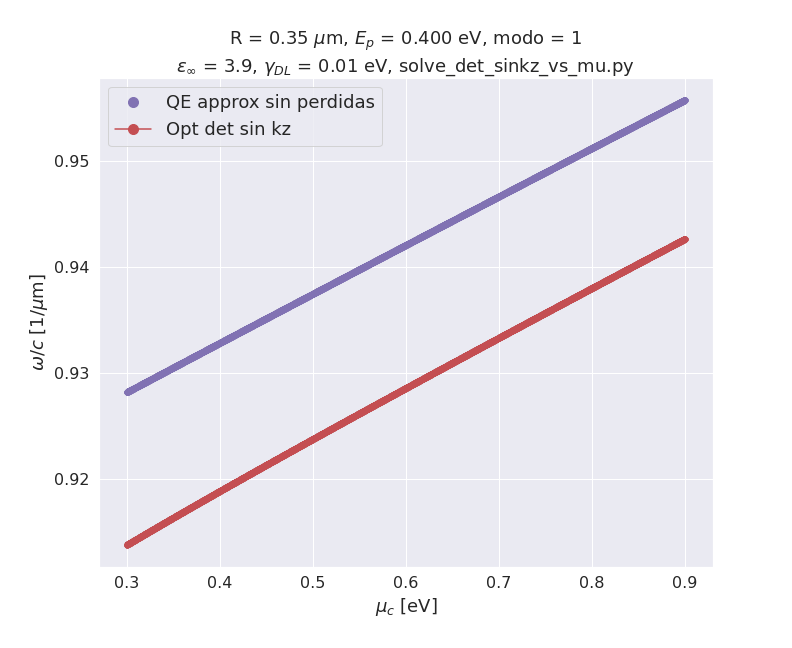 R = 0.35 μm, E_p = 0.400 eV, modo = 1
ε_∞ = 3.9, γ_DL = 0.01 eV, solve_det_sinkz_vs_mu.py
QE approx sin perdidas
Opt det sin kz
0.95
0.94
0.93
0.92
ω/c [1/μm]
0.3 0.4 0.5 0.6 0.7 0.8 0.9
μ_c [eV]